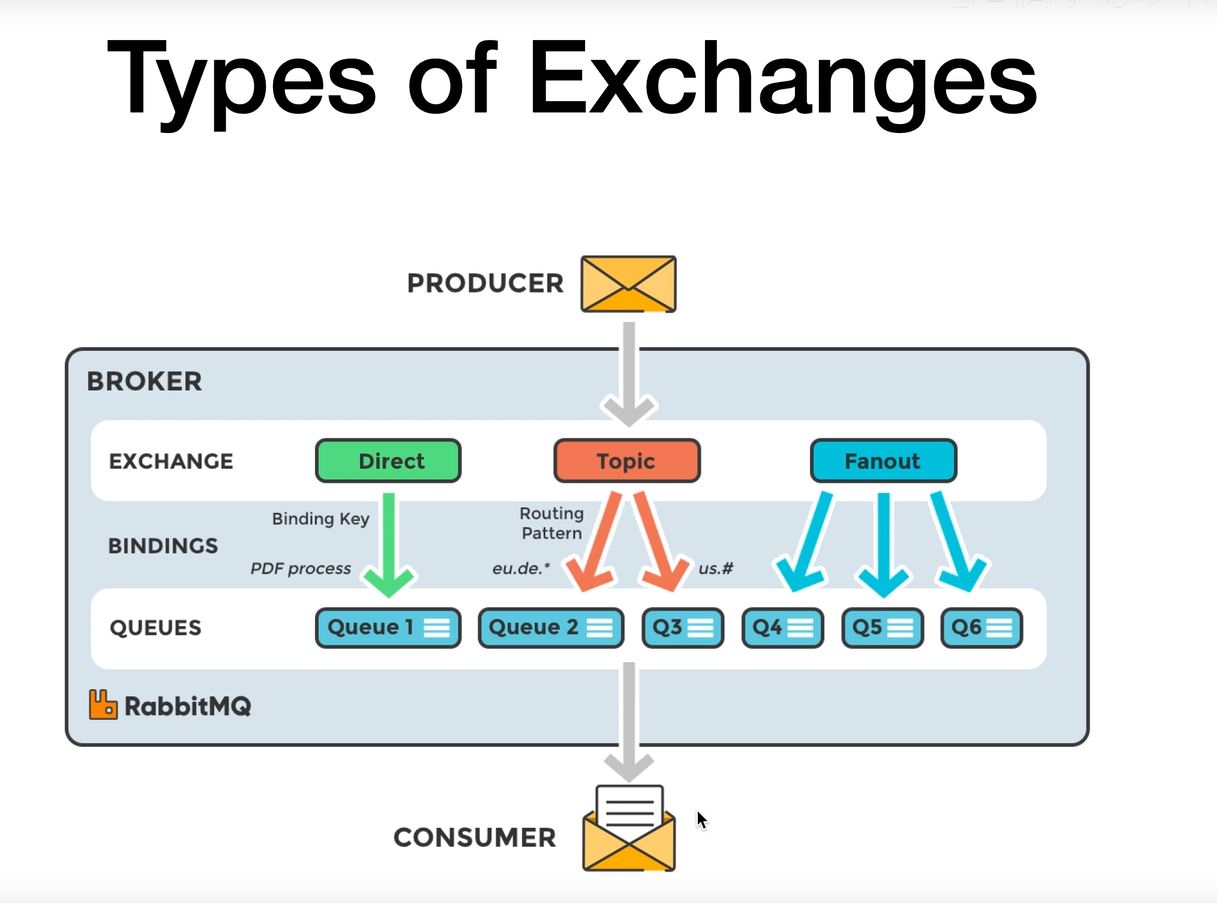 Types of Exchanges
PRODUCER
BROKER
EXCHANGE
Direct
Topic
Fanout
Binding Key
Routing
Pattern
BINDINGS
PDF process
eu.de.*
us.#
QUEUES
Queue 1
Queue 2
Q3
Q4
Q5
Q6
RabbitMQ
CONSUMER